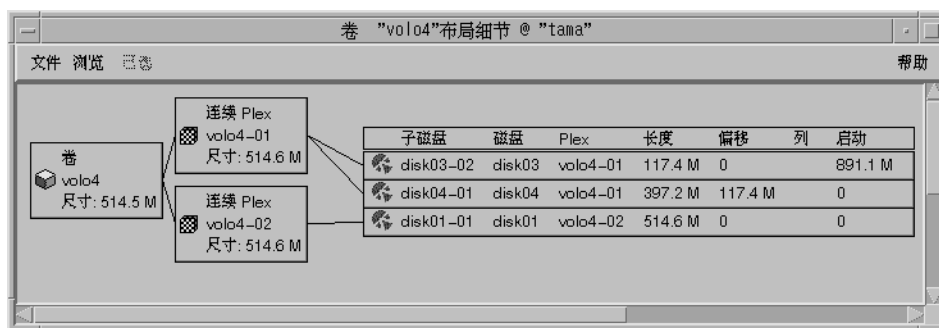 卷 "volo4"布局细节 @ "tama"
文件 浏览 已选 帮助
卷
volo4
尺寸: 514.5 M
连续 Plex
volo4-01
尺寸: 514.6 M
连续 Plex
volo4-02
尺寸: 514.6 M
子磁盘 磁盘 Plex 长度 偏移 列 启动
disk03-02 disk03 volo4-01 117.4 M 0 891.1 M
disk04-01 disk04 volo4-01 397.2 M 117.4 M 0
disk01-01 disk01 volo4-02 514.6 M 0 0